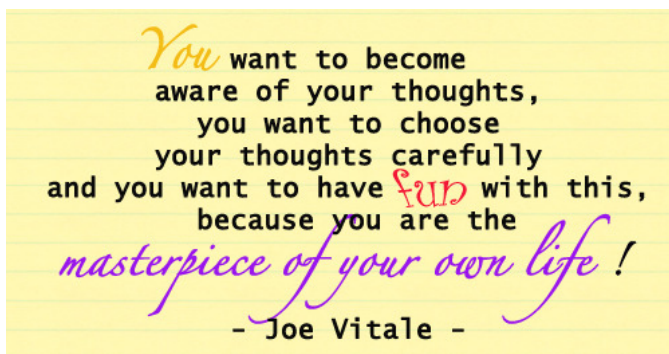 You want to become
aware of your thoughts,
you want to choose
your thoughts carefully
and you want to have fun with this,
because you are the
masterpiece of your own life !
- Joe Vitale -